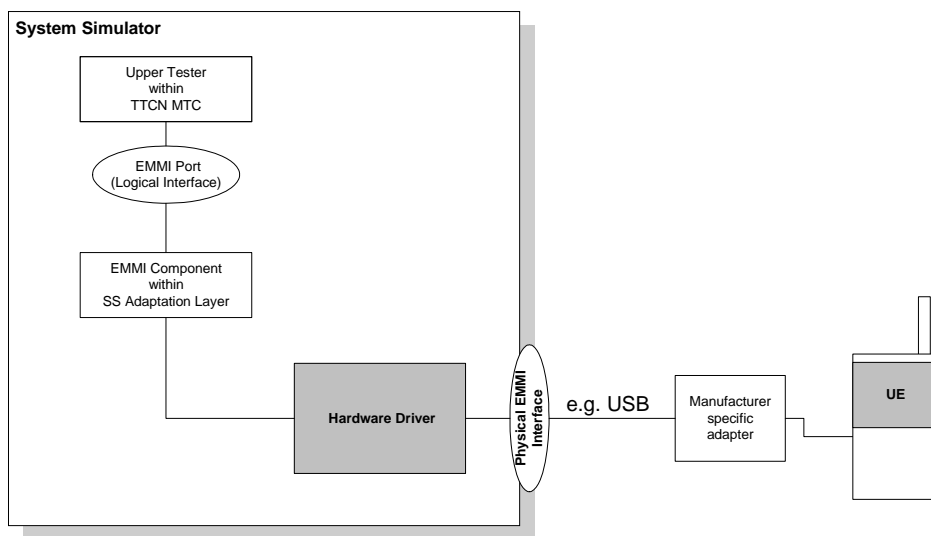 System Simulator
Upper Tester
within
TTCN MTC
EMMI Port
(Logical Interface)
EMMI Component
within
SS Adaptation Layer
Hardware Driver
Physical EMMI
Interface
e.g. USB
Manufacturer
specific
adapter
UE